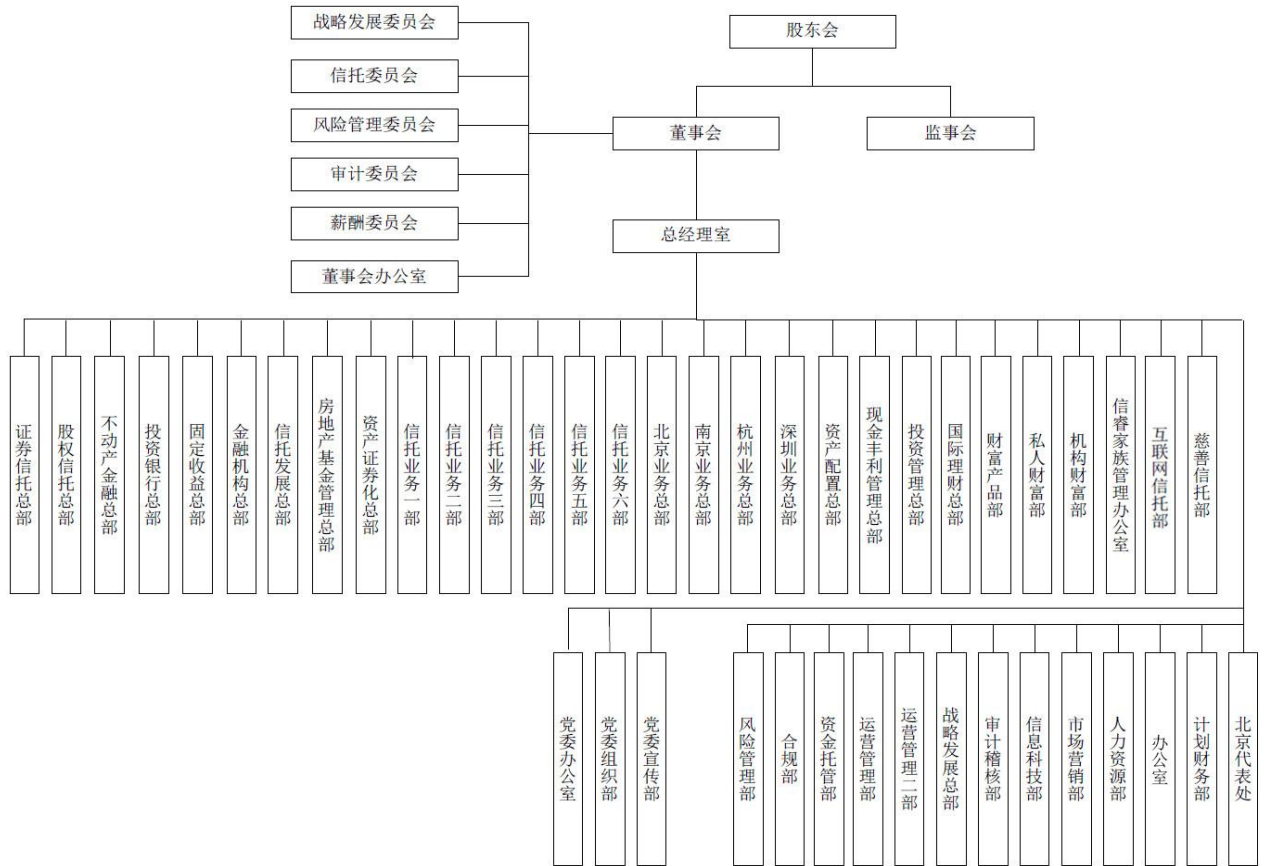 战略发展委员会
股东会
信托委员会
风险管理委员会
董事会
监事会
审计委员会
薪酬委员会
总经理室
董事会办公室
证券信托总部
股权信托总部
不动产金融总部
投资银行总部
固定收益总部
金融机构总部
信托发展总部
房地产基金管理总部
资产证券化总部
信托业务一部
信托业务二部
信托业务三部
信托业务四部
信托业务五部
信托业务六部
北京业务总部
南京业务总部
杭州业务总部
深圳业务总部
资产配置总部
现金丰利管理总部
投资管理总部
国际理财总部
财富产品部
私人财富部
机构财富部
信睿家族管理办公室
互联网信托部
慈善信托部
党委办公室
党委组织部
党委宣传部
风险管理部
合规部
资金托管部
运营管理部
运营管理二部
战略发展总部
审计稽核部
信息科技部
市场营销部
人力资源部
办公室
计划财务部
北京代表处